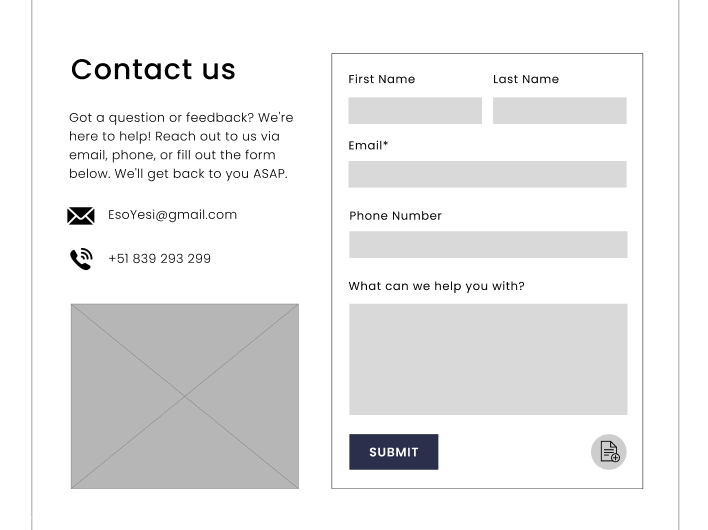 Contact us
Got a question or feedback? We're
here to help! Reach out to us via
email, phone, or fill out the form
below. We'll get back to you ASAP.
EsoYesi@gmail.com
+51 839 293 299
First Name
Last Name
Email*
Phone Number
What can we help you with?
SUBMIT